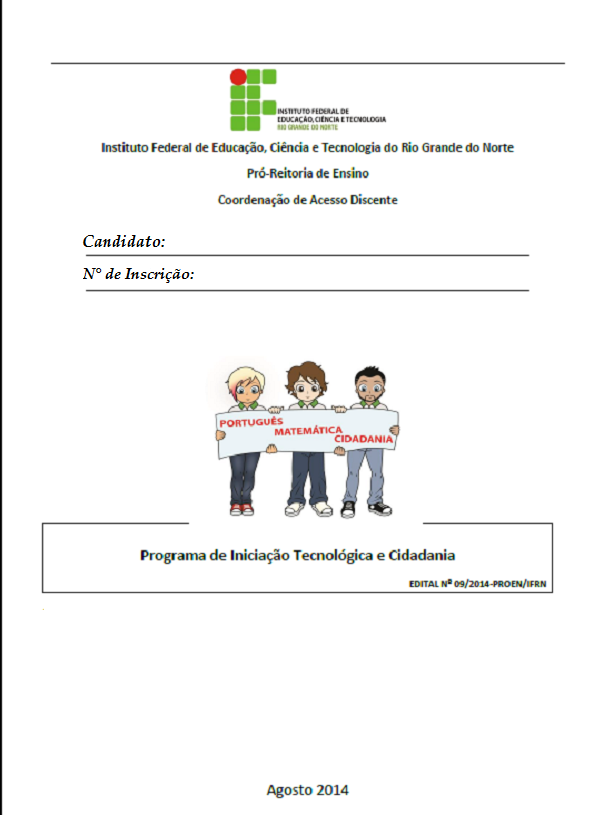 INSTITUTO FEDERAL DE
EDUCAÇÃO, CIÊNCIA E TECNOLOGIA
RIO GRANDE DO NORTE
Instituto Federal de Educação, Ciência e Tecnologia do Rio Grande do Norte
Pró-Reitoria de Ensino
Coordenação de Acesso Discente
Candidato:
N° de Inscrição:
PORTUGUÊS
MATEMÁTICA
CIDADANIA
Programa de Iniciação Tecnológica e Cidadania
EDITAL Nº 09/2014-PROEN/IFRN
Agosto 2014